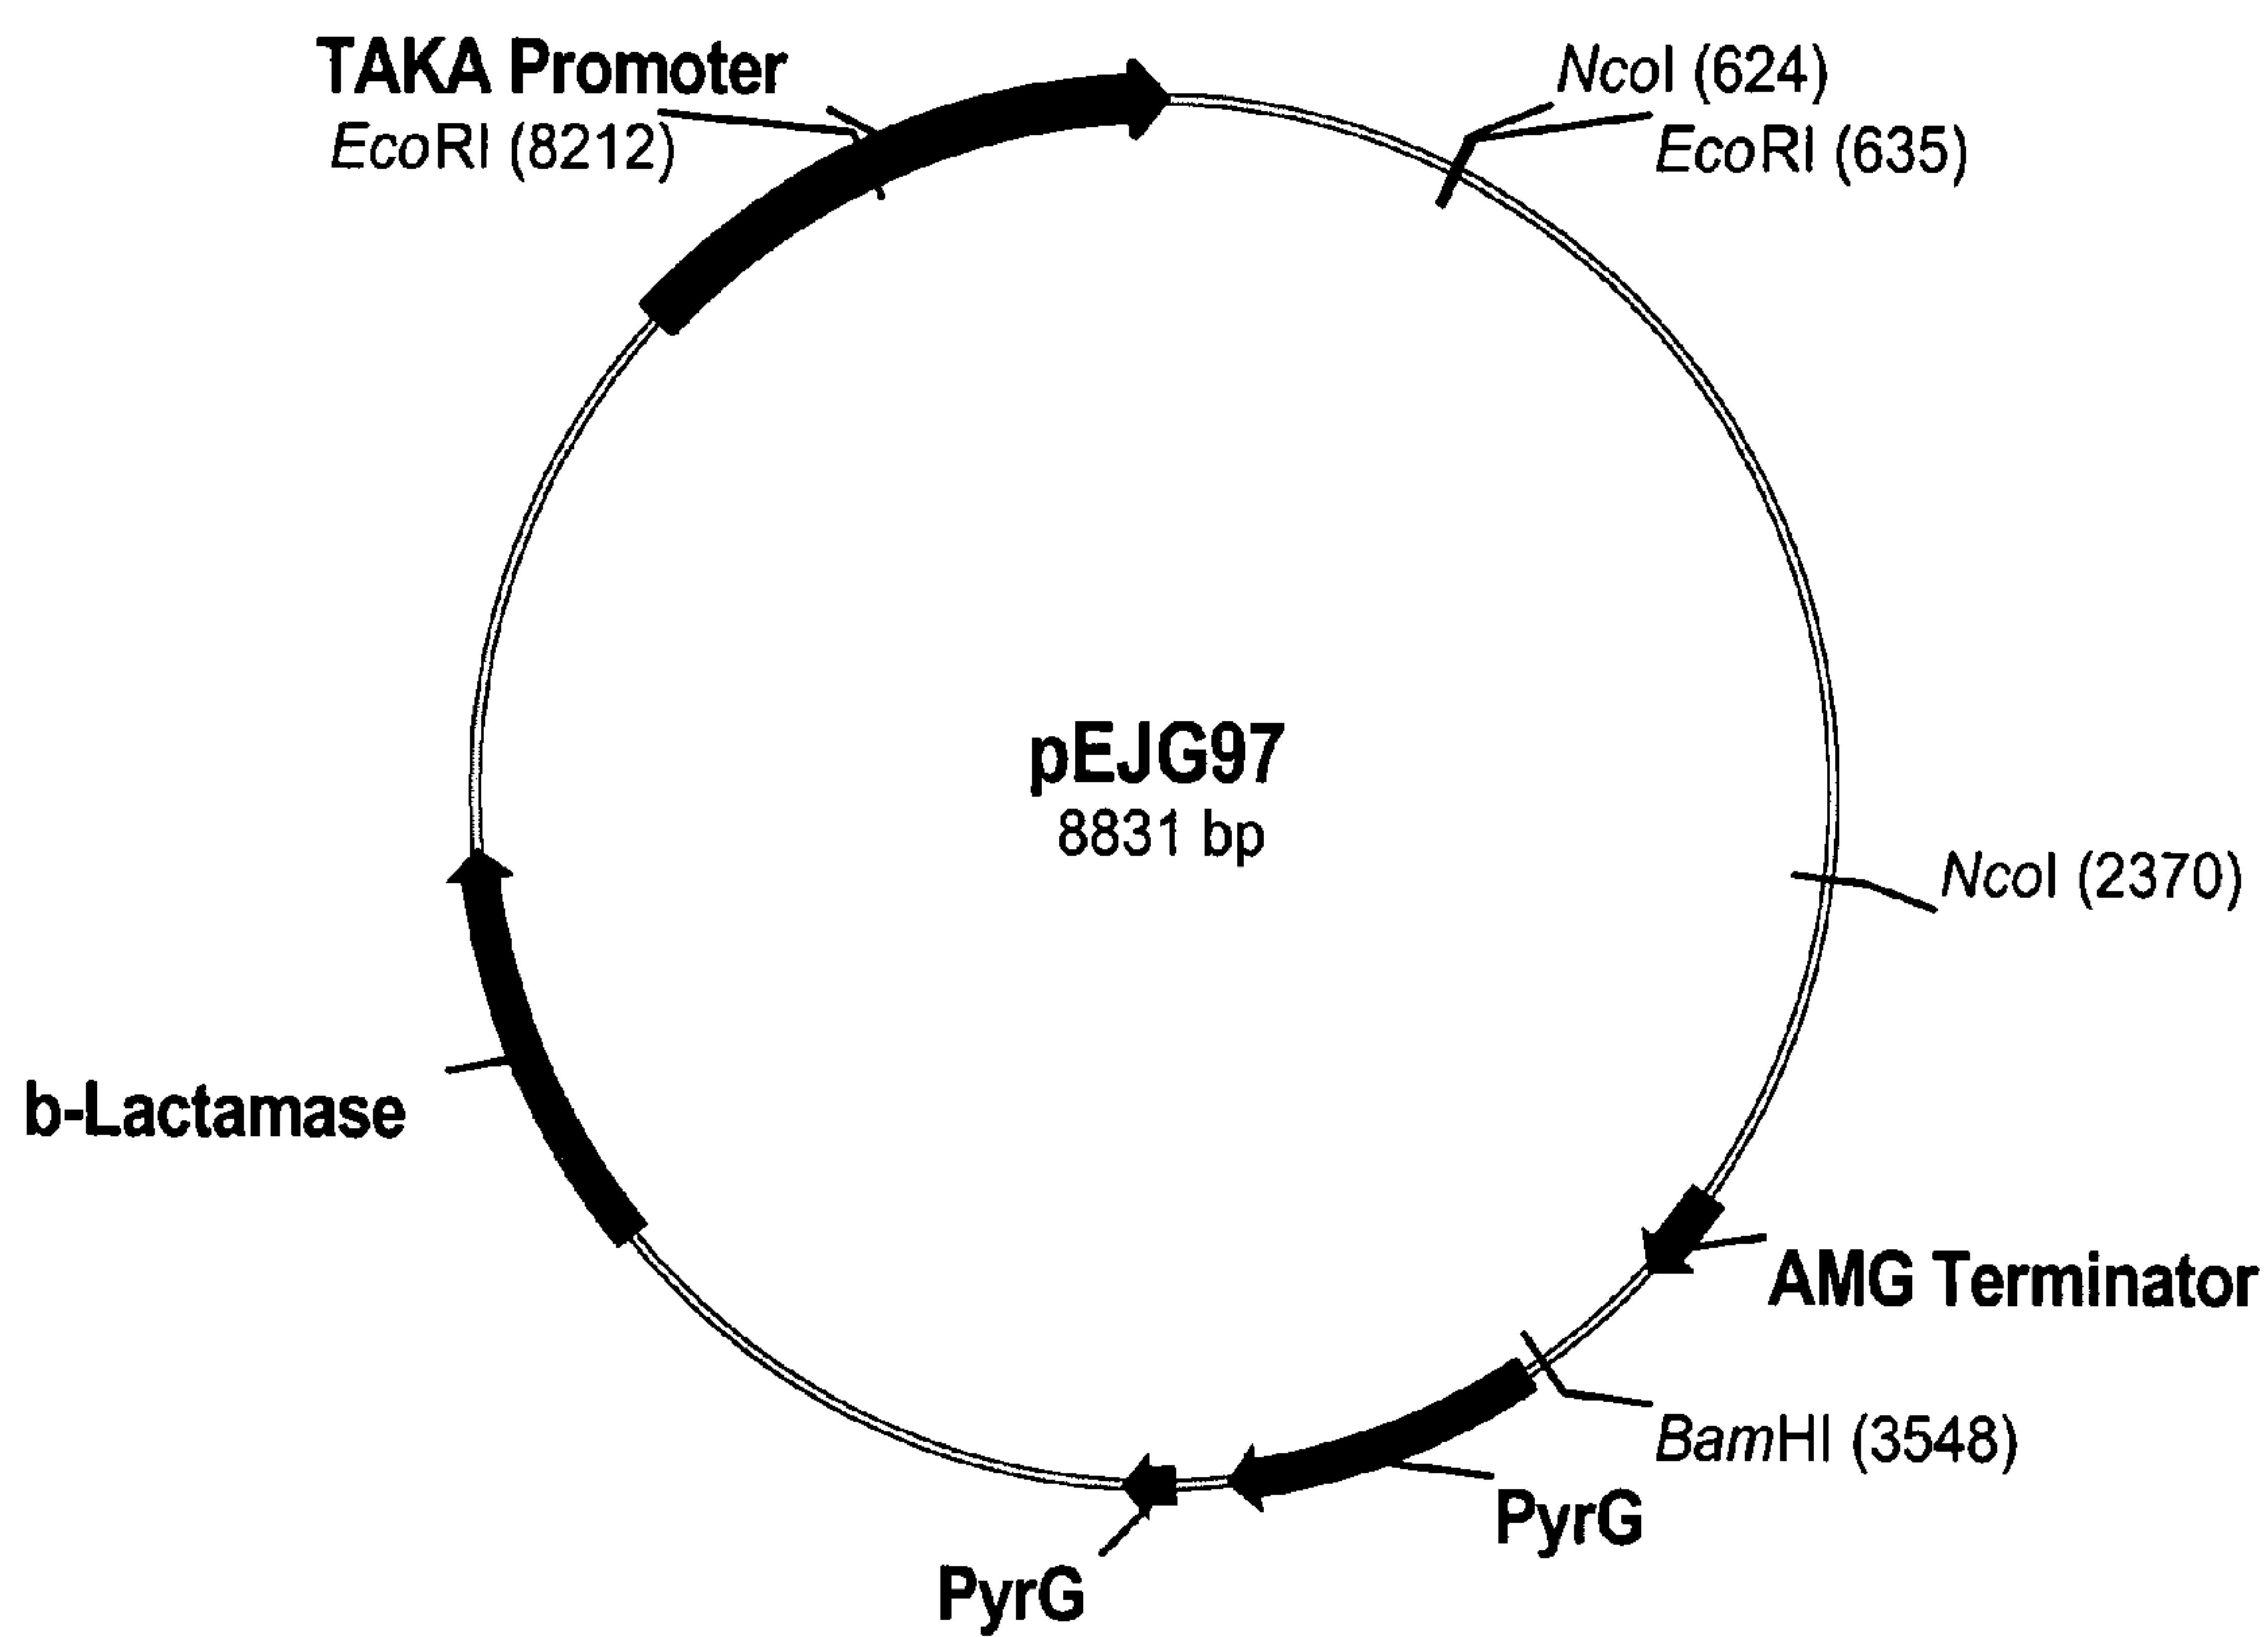 TAKA Promoter
EcoRI (8212)
NcoI (624)
EcoRI (635)
pEJG97
8831 bp
NcoI (2370)
b-Lactamase
AMG Terminator
BamHI (3548)
PyrG
PyrG